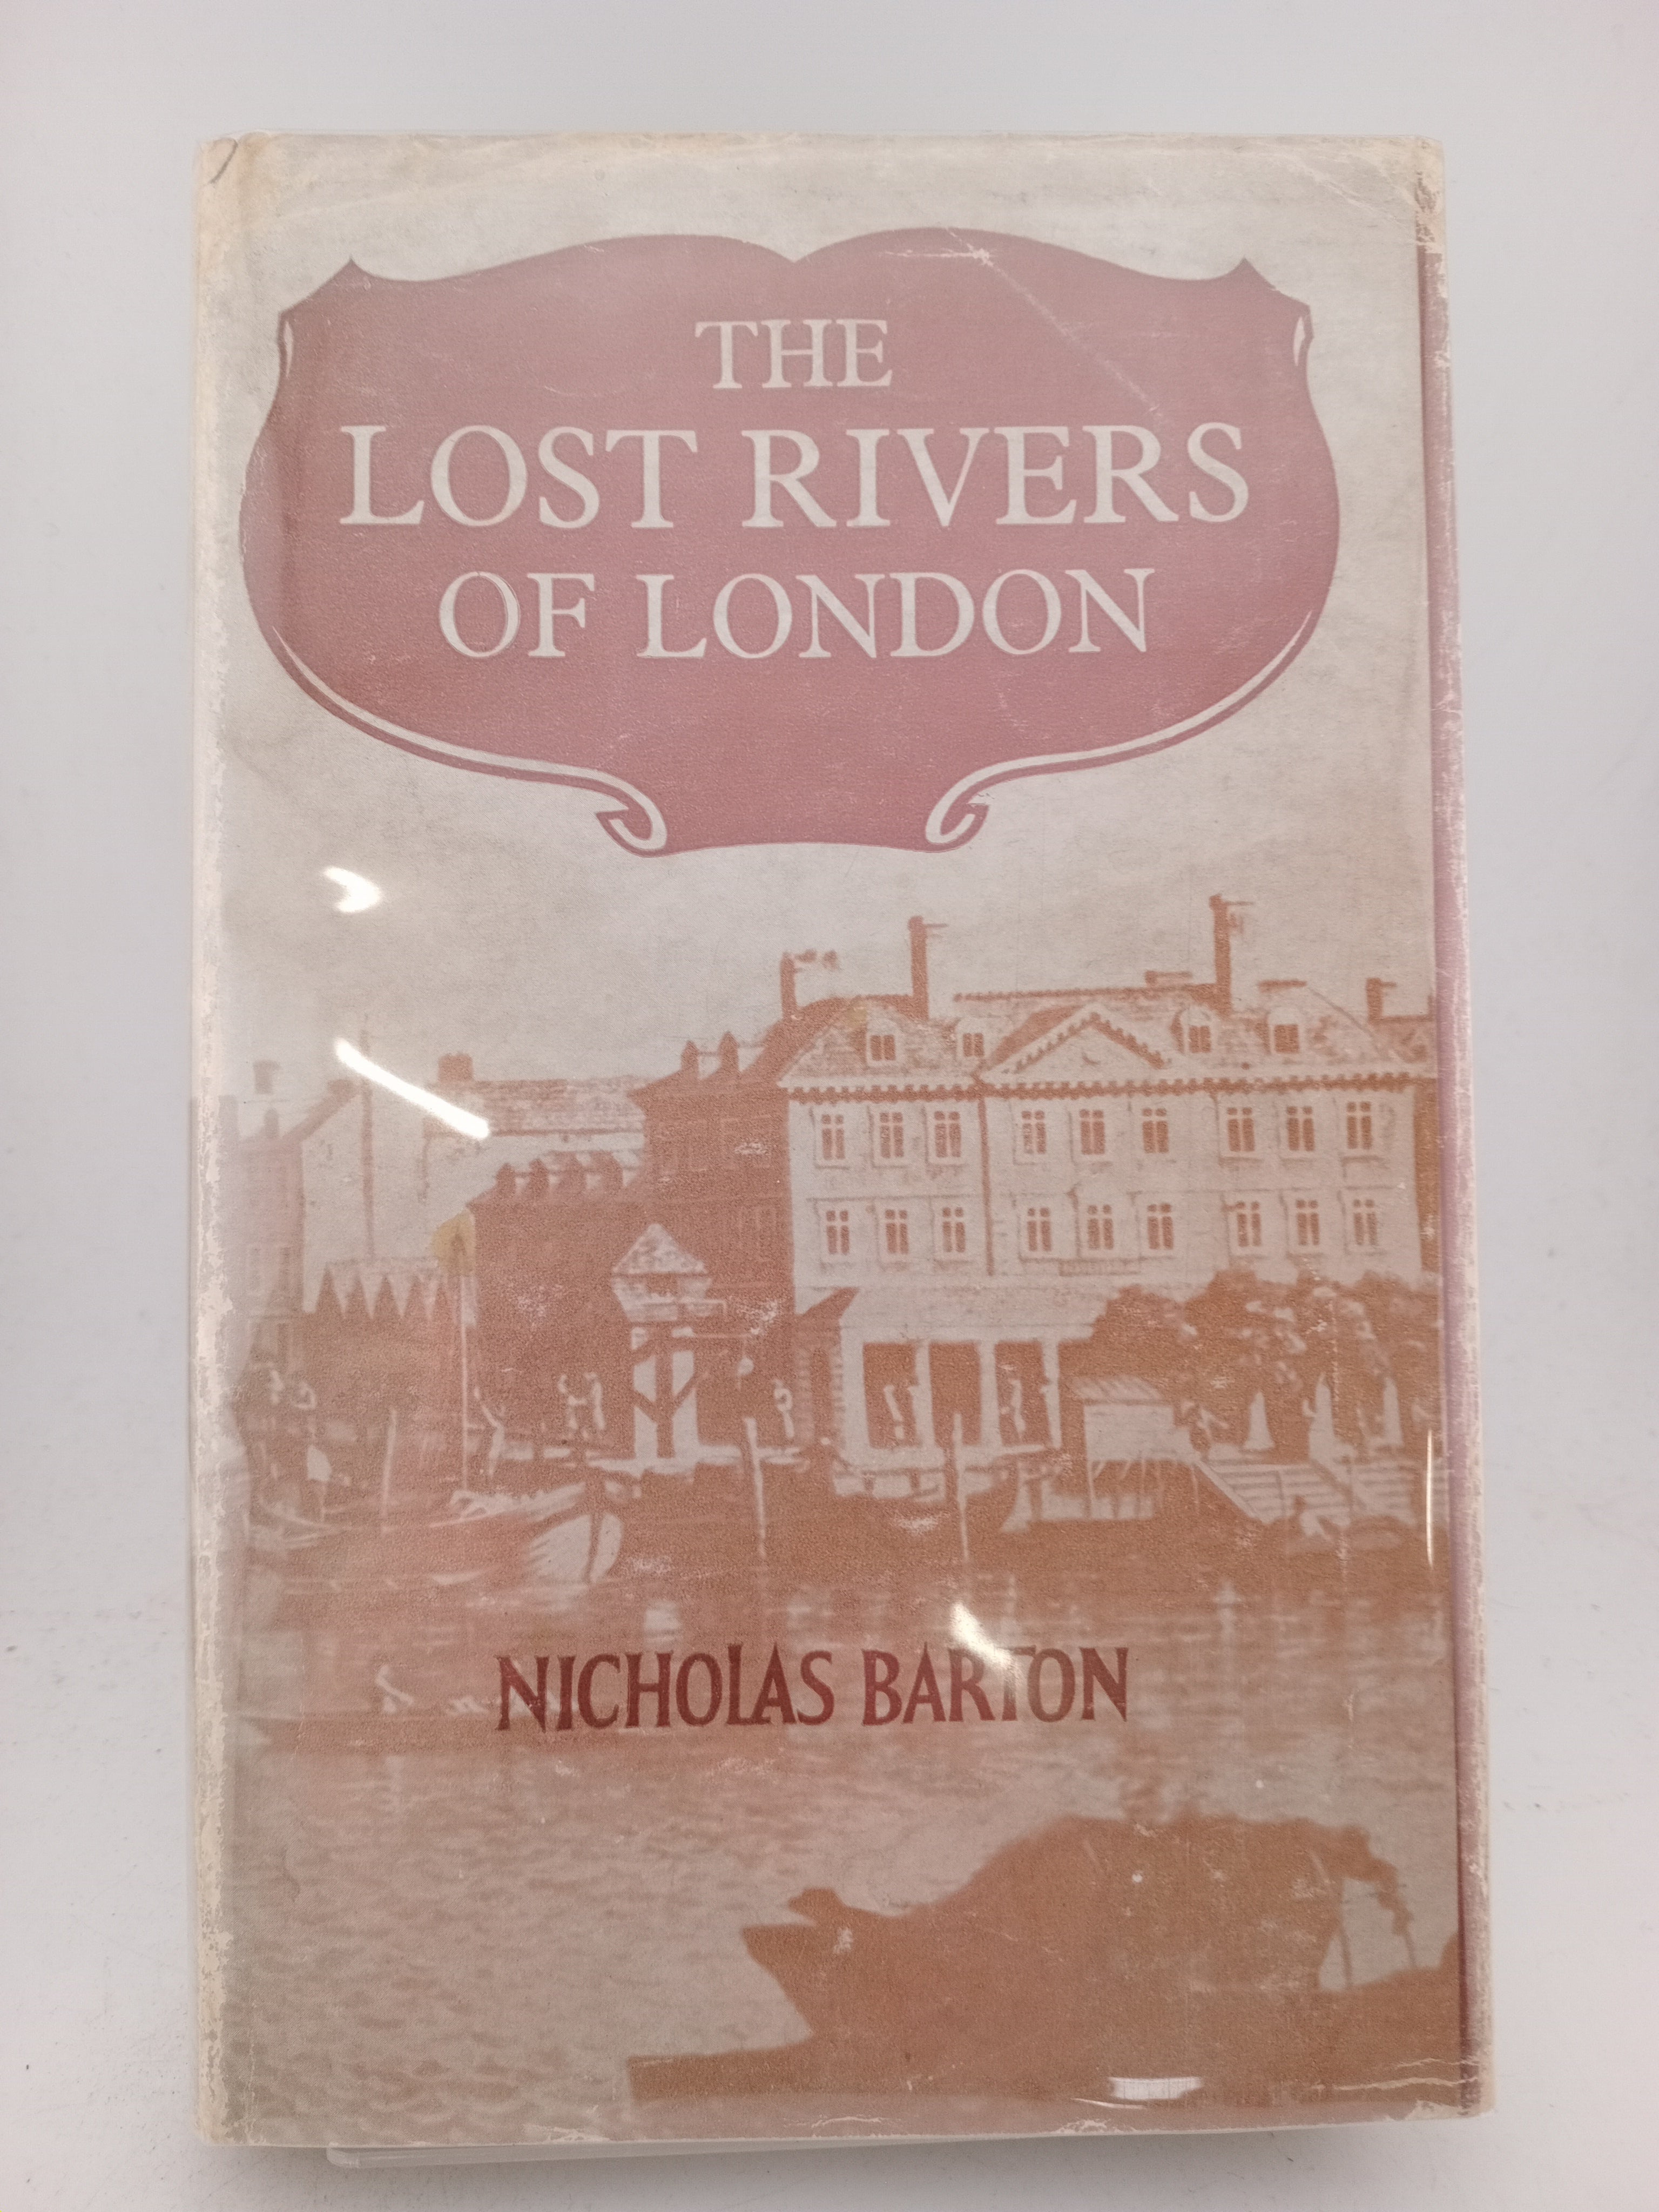 THE
LOST RIVERS
OF LONDON
NICHOLAS BARTON